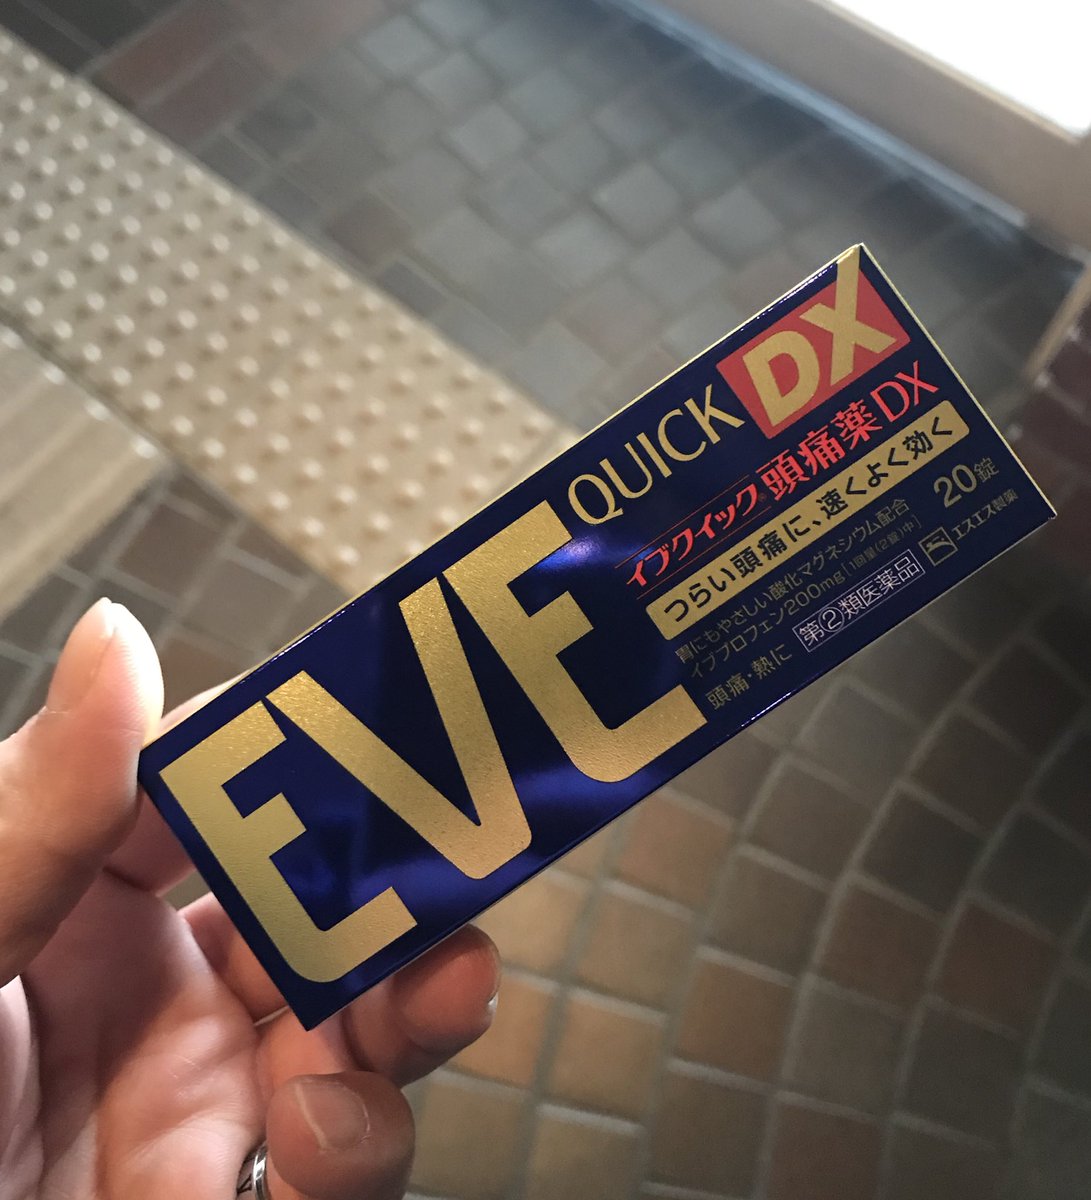 EVE
QUICK DX
イブクイック®頭痛薬DX
つらい頭痛に、速くよく効く
胃にもやさしい酸化マグネシウム配合
イブプロフェン200mg[1回量(2錠)中]
頭痛・熱に
第②類医薬品
20錠
エスエス製薬